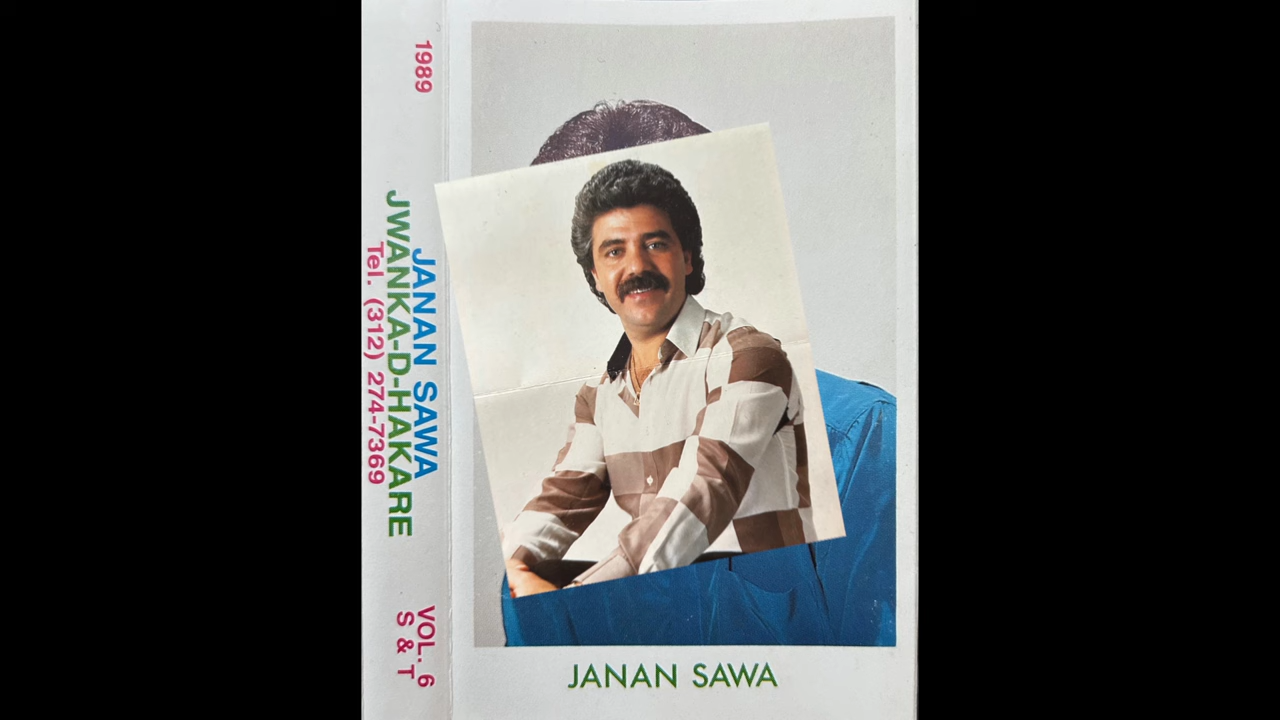 1989
JANAN SAWA
JWANKA-D-HAKARE
Tel. (312) 274-7369
VOL. 6
S & T
JANAN SAWA